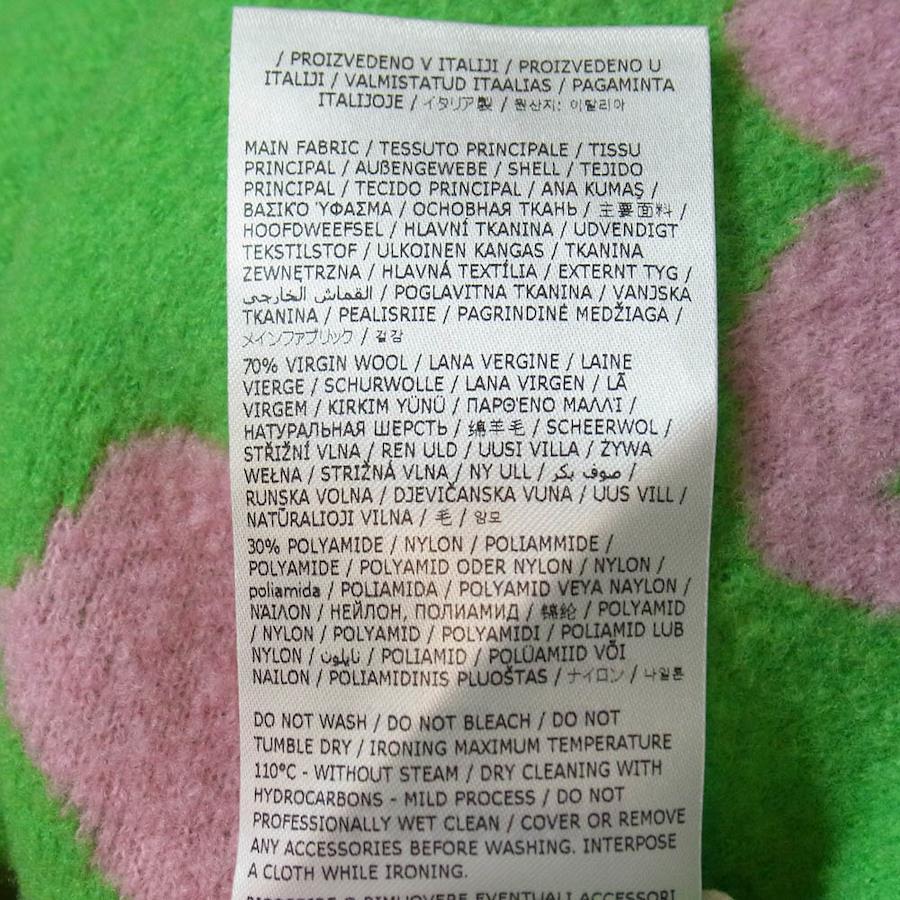 / PROIZVEDENO V ITALIJI / PROIZVEDENO U
ITALIJI / VALMISTATUD ITAALIAS / PAGAMINTA
ITALIJOJE / イタリア製 / 원산지: 이탈리아
MAIN FABRIC / TESSUTO PRINCIPALE / TISSU
PRINCIPAL / AUßENGEWEBE / SHELL / TEJIDO
PRINCIPAL / TECIDO PRINCIPAL / ANA KUMAŞ /
ΒΑΣΙΚΌ ΎΦΑΣΜΑ / ОСНОВНАЯ ТКАНЬ / 主要面料 /
HOOFDWEEFSEL / HLAVNÍ TKANINA / UDVENDIGT
TEKSTILSTOF / ULKOINEN KANGAS / TKANINA
ZEWNĘTRZNA / HLAVNÁ TEXTÍLIA / EXTERNT TYG /
القماش الخارجي / POGLAVITNA TKANINA / VANJSKA
TKANINA / PEALISRIIE / PAGRINDINĖ MEDŽIAGA /
メインファブリック / 겉감
70% VIRGIN WOOL / LANA VERGINE / LAINE
VIERGE / SCHURWOLLE / LANA VIRGEN / LÃ
VIRGEM / KIRKIM YÜNÜ / ΠΑΡΘΈΝΟ ΜΑΛΛΊ /
НАТУРАЛЬНАЯ ШЕРСТЬ / 绵羊毛 / SCHEERWOL /
STŘIŽNÍ VLNA / REN ULD / UUSI VILLA / ŻYWA
WEŁNA / STRIŽNÁ VLNA / NY ULL / صوف بكر /
RUNSKA VOLNA / DJEVIČANSKA VUNA / UUS VILL /
NATŪRALIOJI VILNA / 毛 / 양모
30% POLYAMIDE / NYLON / POLIAMMIDE /
POLYAMIDE / POLYAMID ODER NYLON / NYLON /
poliamida / POLIAMIDA / POLYAMID VEYA NAYLON /
ΝΆΙΛΟΝ / НЕЙЛОН, ПОЛИАМИД / 锦纶 / POLYAMID
/ NYLON / POLYAMID / POLYAMIDI / POLIAMID LUB
NYLON / نايلون / POLIAMID / POLÜAMIID VÕI
NAILON / POLIAMIDINIS PLUOŠTAS / ナイロン / 나일론
DO NOT WASH / DO NOT BLEACH / DO NOT
TUMBLE DRY / IRONING MAXIMUM TEMPERATURE
110°C - WITHOUT STEAM / DRY CLEANING WITH
HYDROCARBONS - MILD PROCESS / DO NOT
PROFESSIONALLY WET CLEAN / COVER OR REMOVE
ANY ACCESSORIES BEFORE WASHING. INTERPOSE
A CLOTH WHILE IRONING.
O RIMUOVERE EVENTUALI ACCESSORI